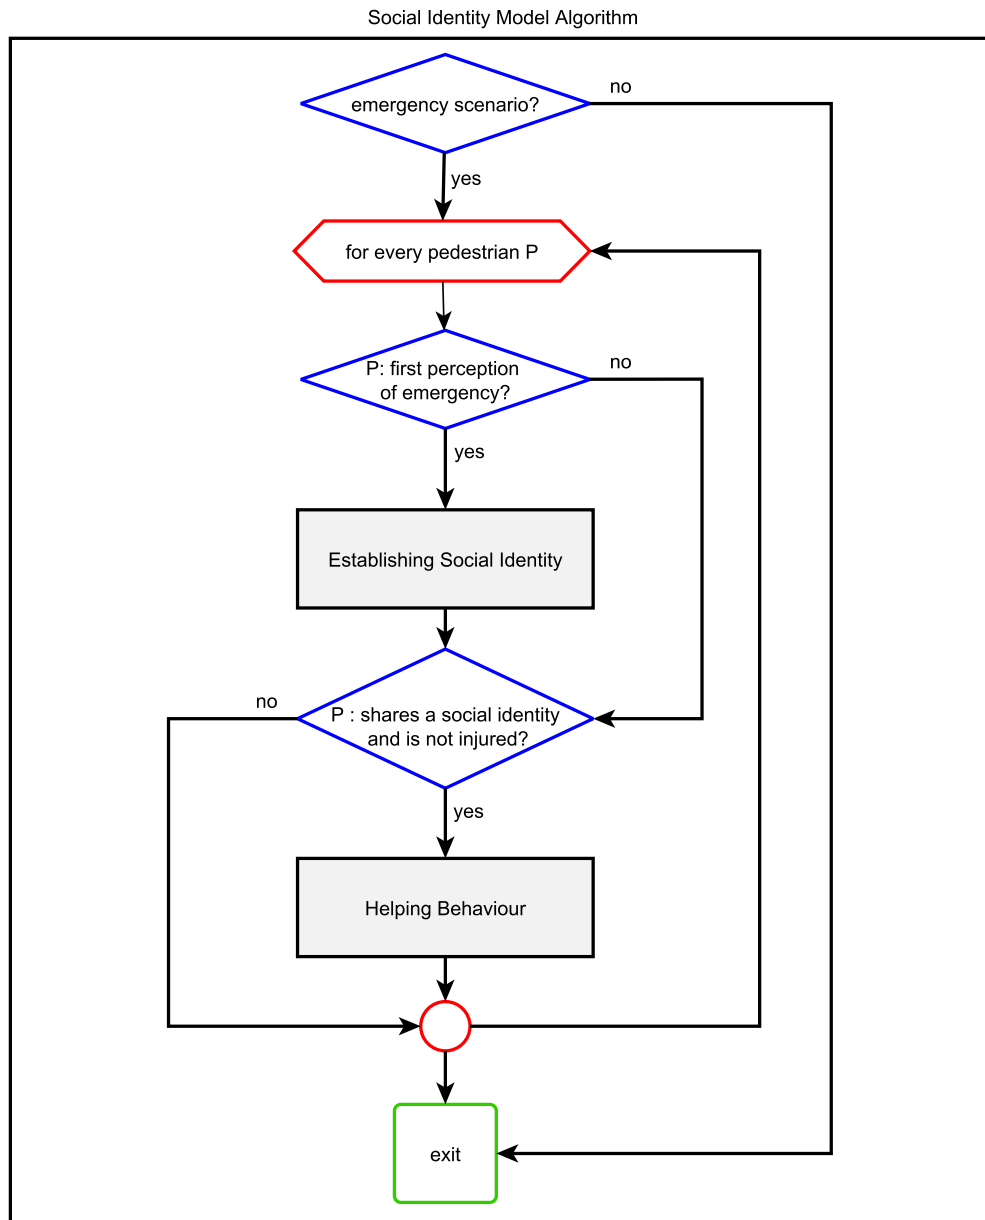 Social Identity Model Algorithm
emergency scenario?
no
yes
for every pedestrian P
P: first perception
of emergency?
no
yes
Establishing Social Identity
no
P : shares a social identity
and is not injured?
yes
Helping Behaviour
exit